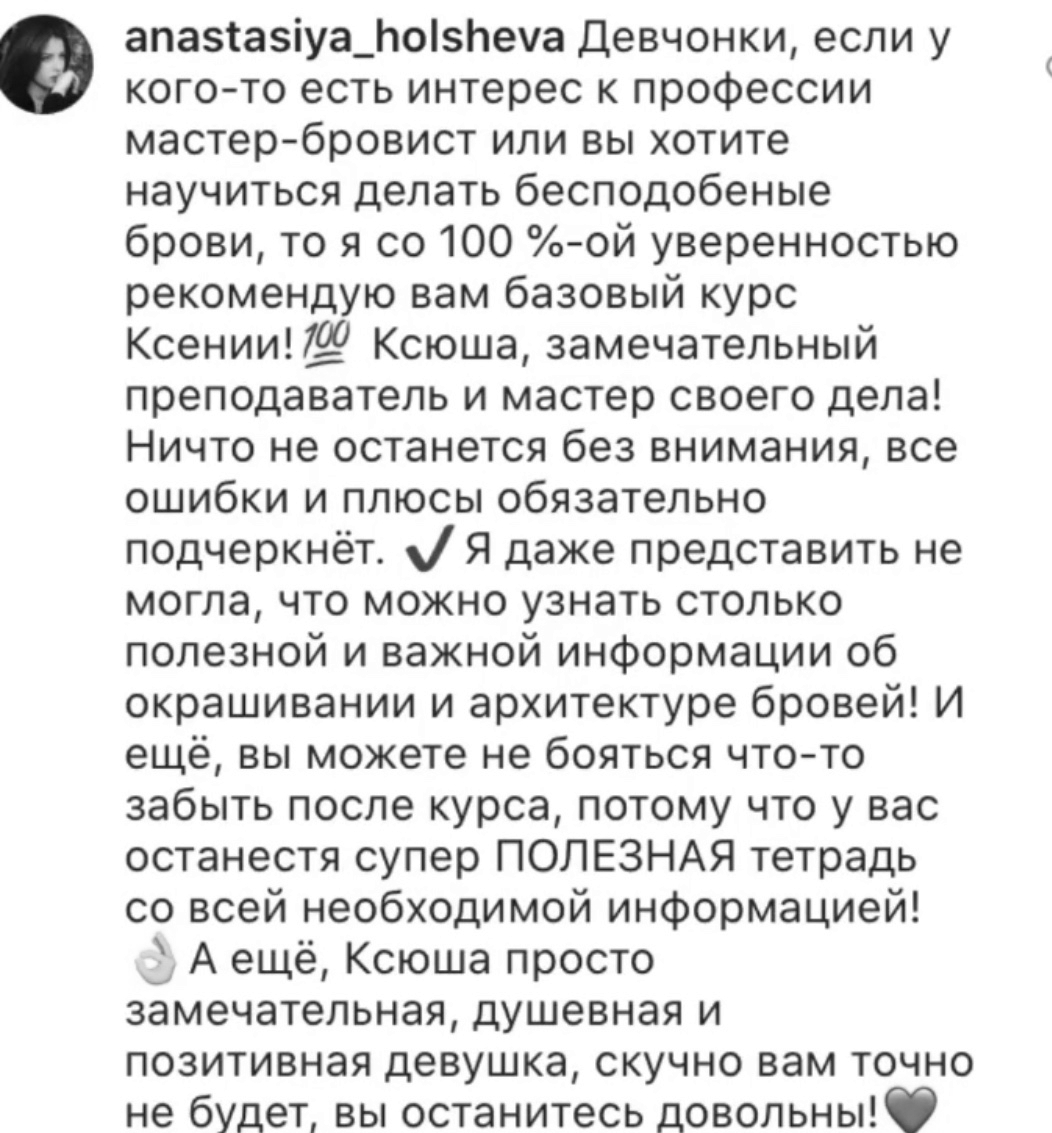 anastasiya_holsheva Девчонки, если у
кого-то есть интерес к профессии
мастер-бровист или вы хотите
научиться делать бесподобеные
брови, то я со 100 %-ой уверенностью
рекомендую вам базовый курс
Ксении!💯 Ксюша, замечательный
преподаватель и мастер своего дела!
Ничто не останется без внимания, все
ошибки и плюсы обязательно
подчеркнёт. ✔️Я даже представить не
могла, что можно узнать столько
полезной и важной информации об
окрашивании и архитектуре бровей! И
ещё, вы можете не бояться что-то
забыть после курса, потому что у вас
останестя супер ПОЛЕЗНАЯ тетрадь
со всей необходимой информацией!
👌А ещё, Ксюша просто
замечательная, душевная и
позитивная девушка, скучно вам точно
не будет, вы останитесь довольны!🖤